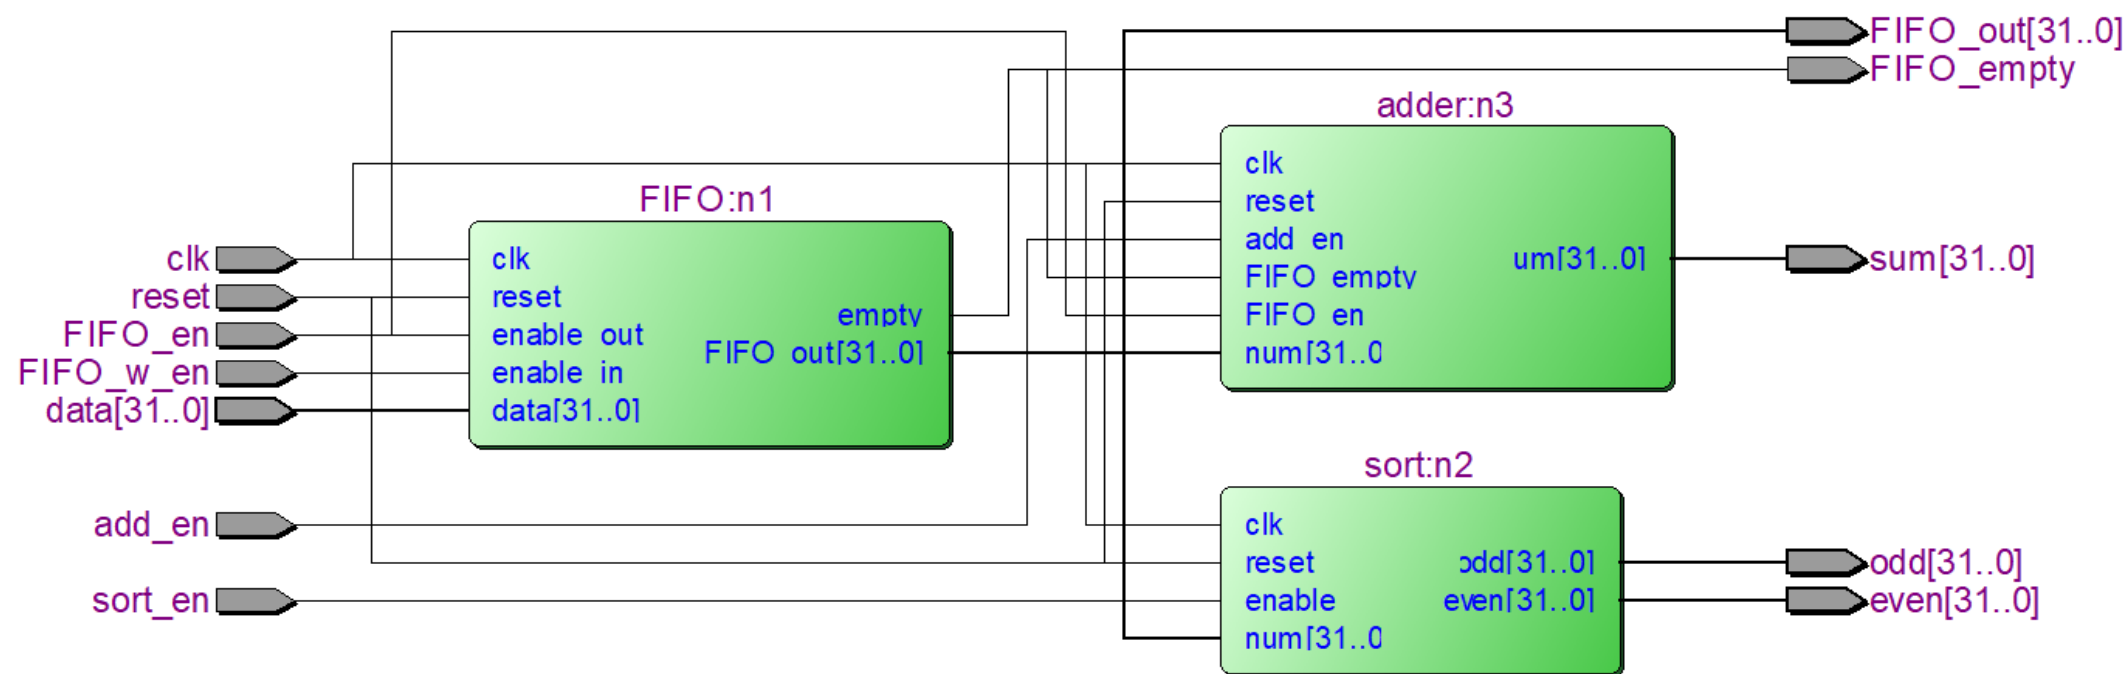 FIFO_out[31..0]
FIFO_empty
adder:n3
clk
reset
add_en
FIFO_empty
FIFO_en
num[31..0
um[31..0]
sum[31..0]
FIFO:n1
clk
reset
FIFO_en
FIFO_w_en
data[31..0]
clk
reset
enable_out
enable_in
data[31..0]
empty
FIFO_out[31..0]
add_en
sort_en
sort:n2
clk
reset
enable
num[31..0
odd[31..0]
even[31..0]
odd[31..0]
even[31..0]